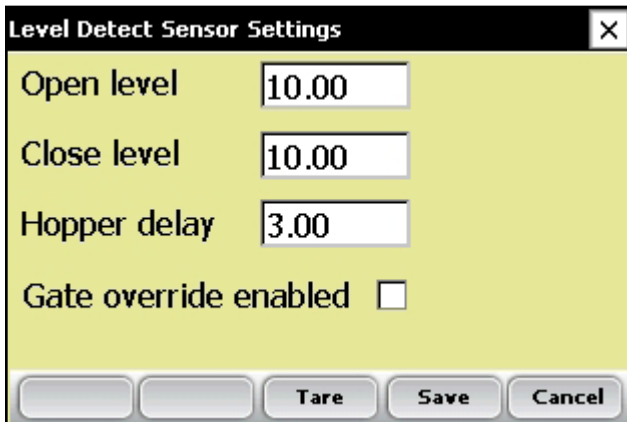 Level Detect Sensor Settings
Open level 10.00
Close level 10.00
Hopper delay 3.00
Gate override enabled
Tare Save Cancel